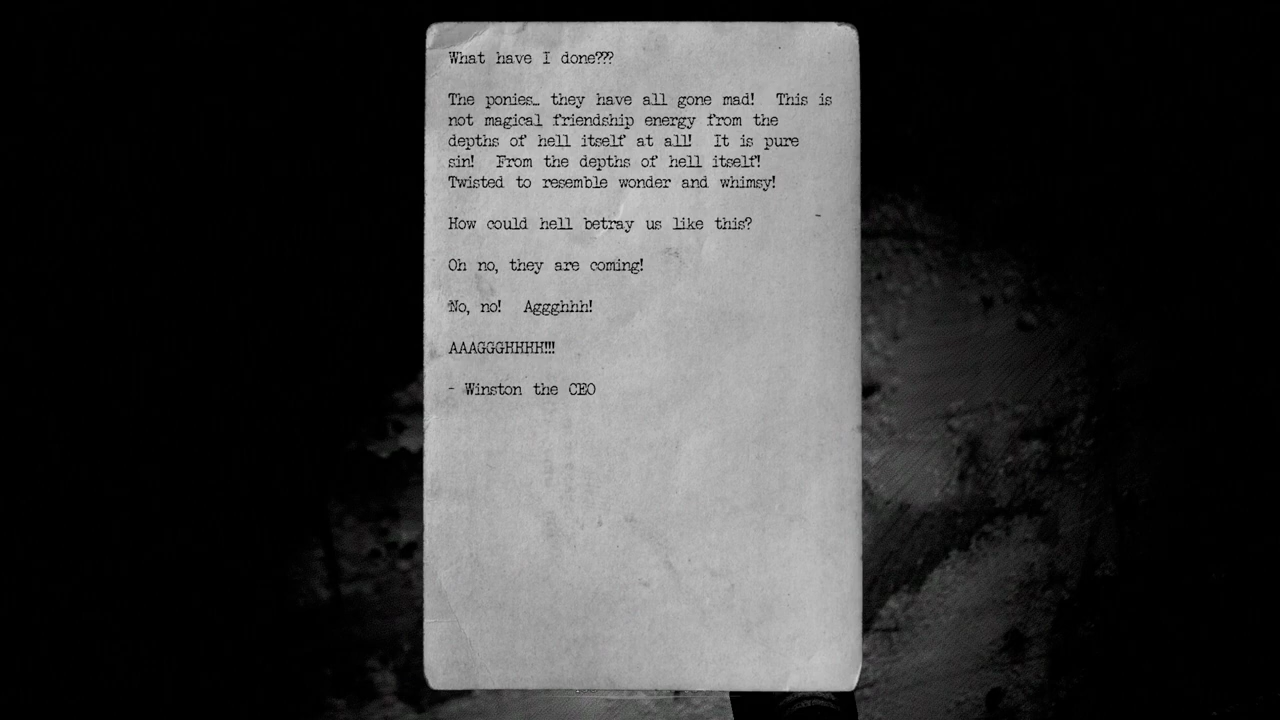 What have I done???
The ponies... they have all gone mad!  This is
not magical friendship energy from the
depths of hell itself at all!  It is pure
sin!  From the depths of hell itself!
Twisted to resemble wonder and whimsy!
How could hell betray us like this?
Oh no, they are coming!
No, no!  Aggghhh!
AAAGGGHHHH!!!
- Winston the CEO